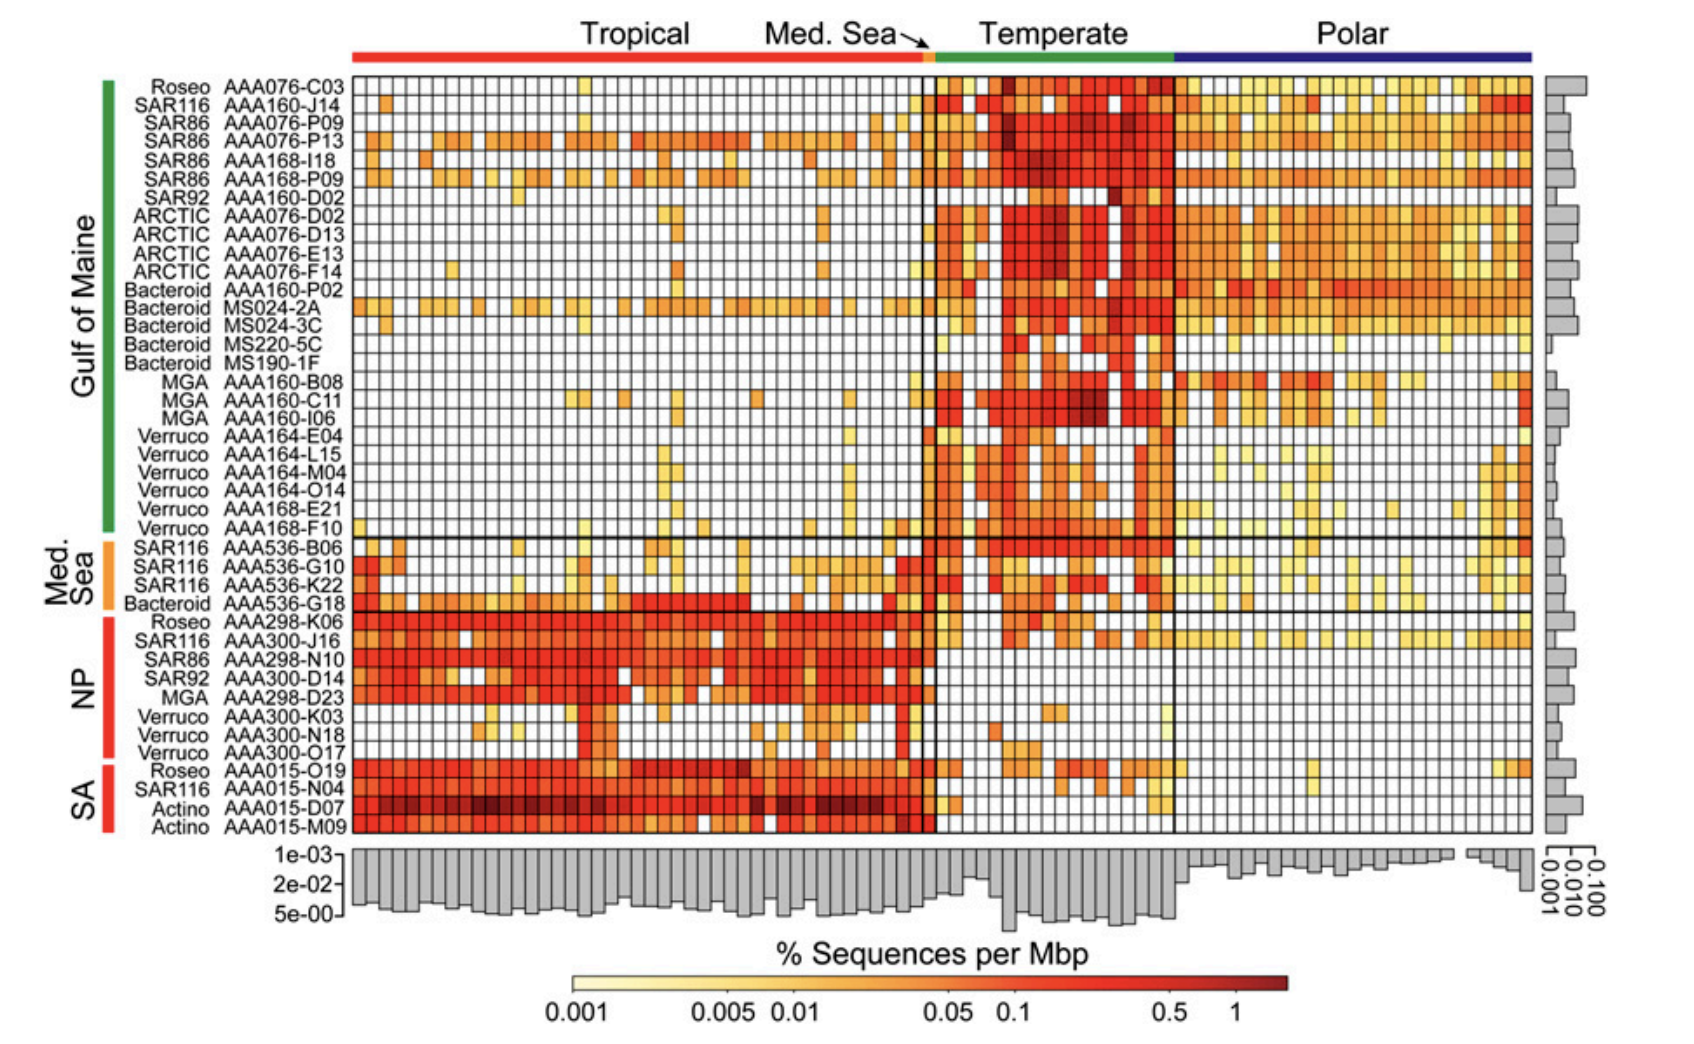 Tropical Med. Sea Temperate Polar
Gulf of Maine
Roseo AAA076-C03
SAR116 AAA160-J14
SAR86 AAA076-P09
SAR86 AAA076-P13
SAR86 AAA168-I18
SAR86 AAA168-P09
SAR92 AAA160-D02
ARCTIC AAA076-D02
ARCTIC AAA076-D13
ARCTIC AAA076-E13
ARCTIC AAA076-F14
Bacteroid AAA160-P02
Bacteroid MS024-2A
Bacteroid MS024-3C
Bacteroid MS220-5C
Bacteroid MS190-1F
MGA AAA160-B08
MGA AAA160-C11
MGA AAA160-I06
Verruco AAA164-E04
Verruco AAA164-L15
Verruco AAA164-M04
Verruco AAA164-O14
Verruco AAA168-E21
Verruco AAA168-F10
Med.
Sea
SAR116 AAA536-B06
SAR116 AAA536-G10
SAR116 AAA536-K22
Bacteroid AAA536-G18
NP
Roseo AAA298-K06
SAR116 AAA300-J16
SAR86 AAA298-N10
SAR92 AAA300-D14
MGA AAA298-D23
Verruco AAA300-K03
Verruco AAA300-N18
Verruco AAA300-O17
SA
Roseo AAA015-O19
SAR116 AAA015-N04
Actino AAA015-D07
Actino AAA015-M09
1e-03
2e-02
5e-00
0.001
0.010
0.100
% Sequences per Mbp
0.001 0.005 0.01 0.05 0.1 0.5 1